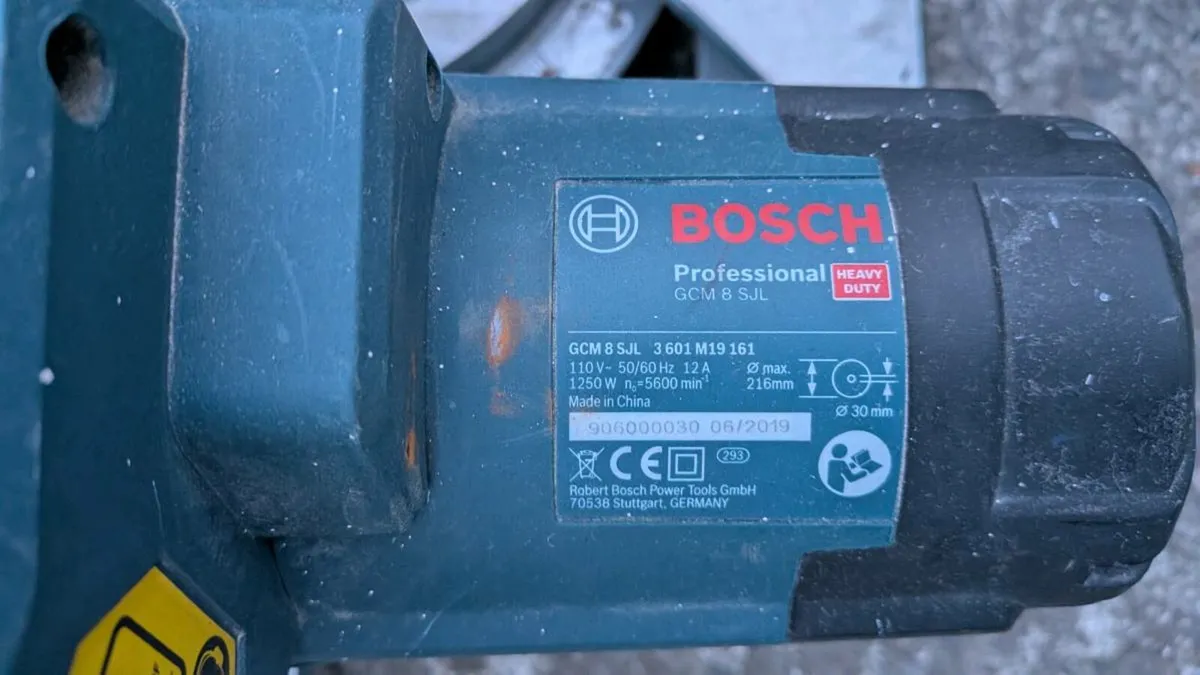 BOSCH
Professional
HEAVY DUTY
GCM 8 SJL
GCM 8 SJL 3 601 M19 161
110 V~ 50/60 Hz 12 A
1250 W n₀=5600 min⁻¹
Made in China
Ø max.
216mm
Ø 30 mm
906000030 06/2019
CE
293
Robert Bosch Power Tools GmbH
70538 Stuttgart, GERMANY